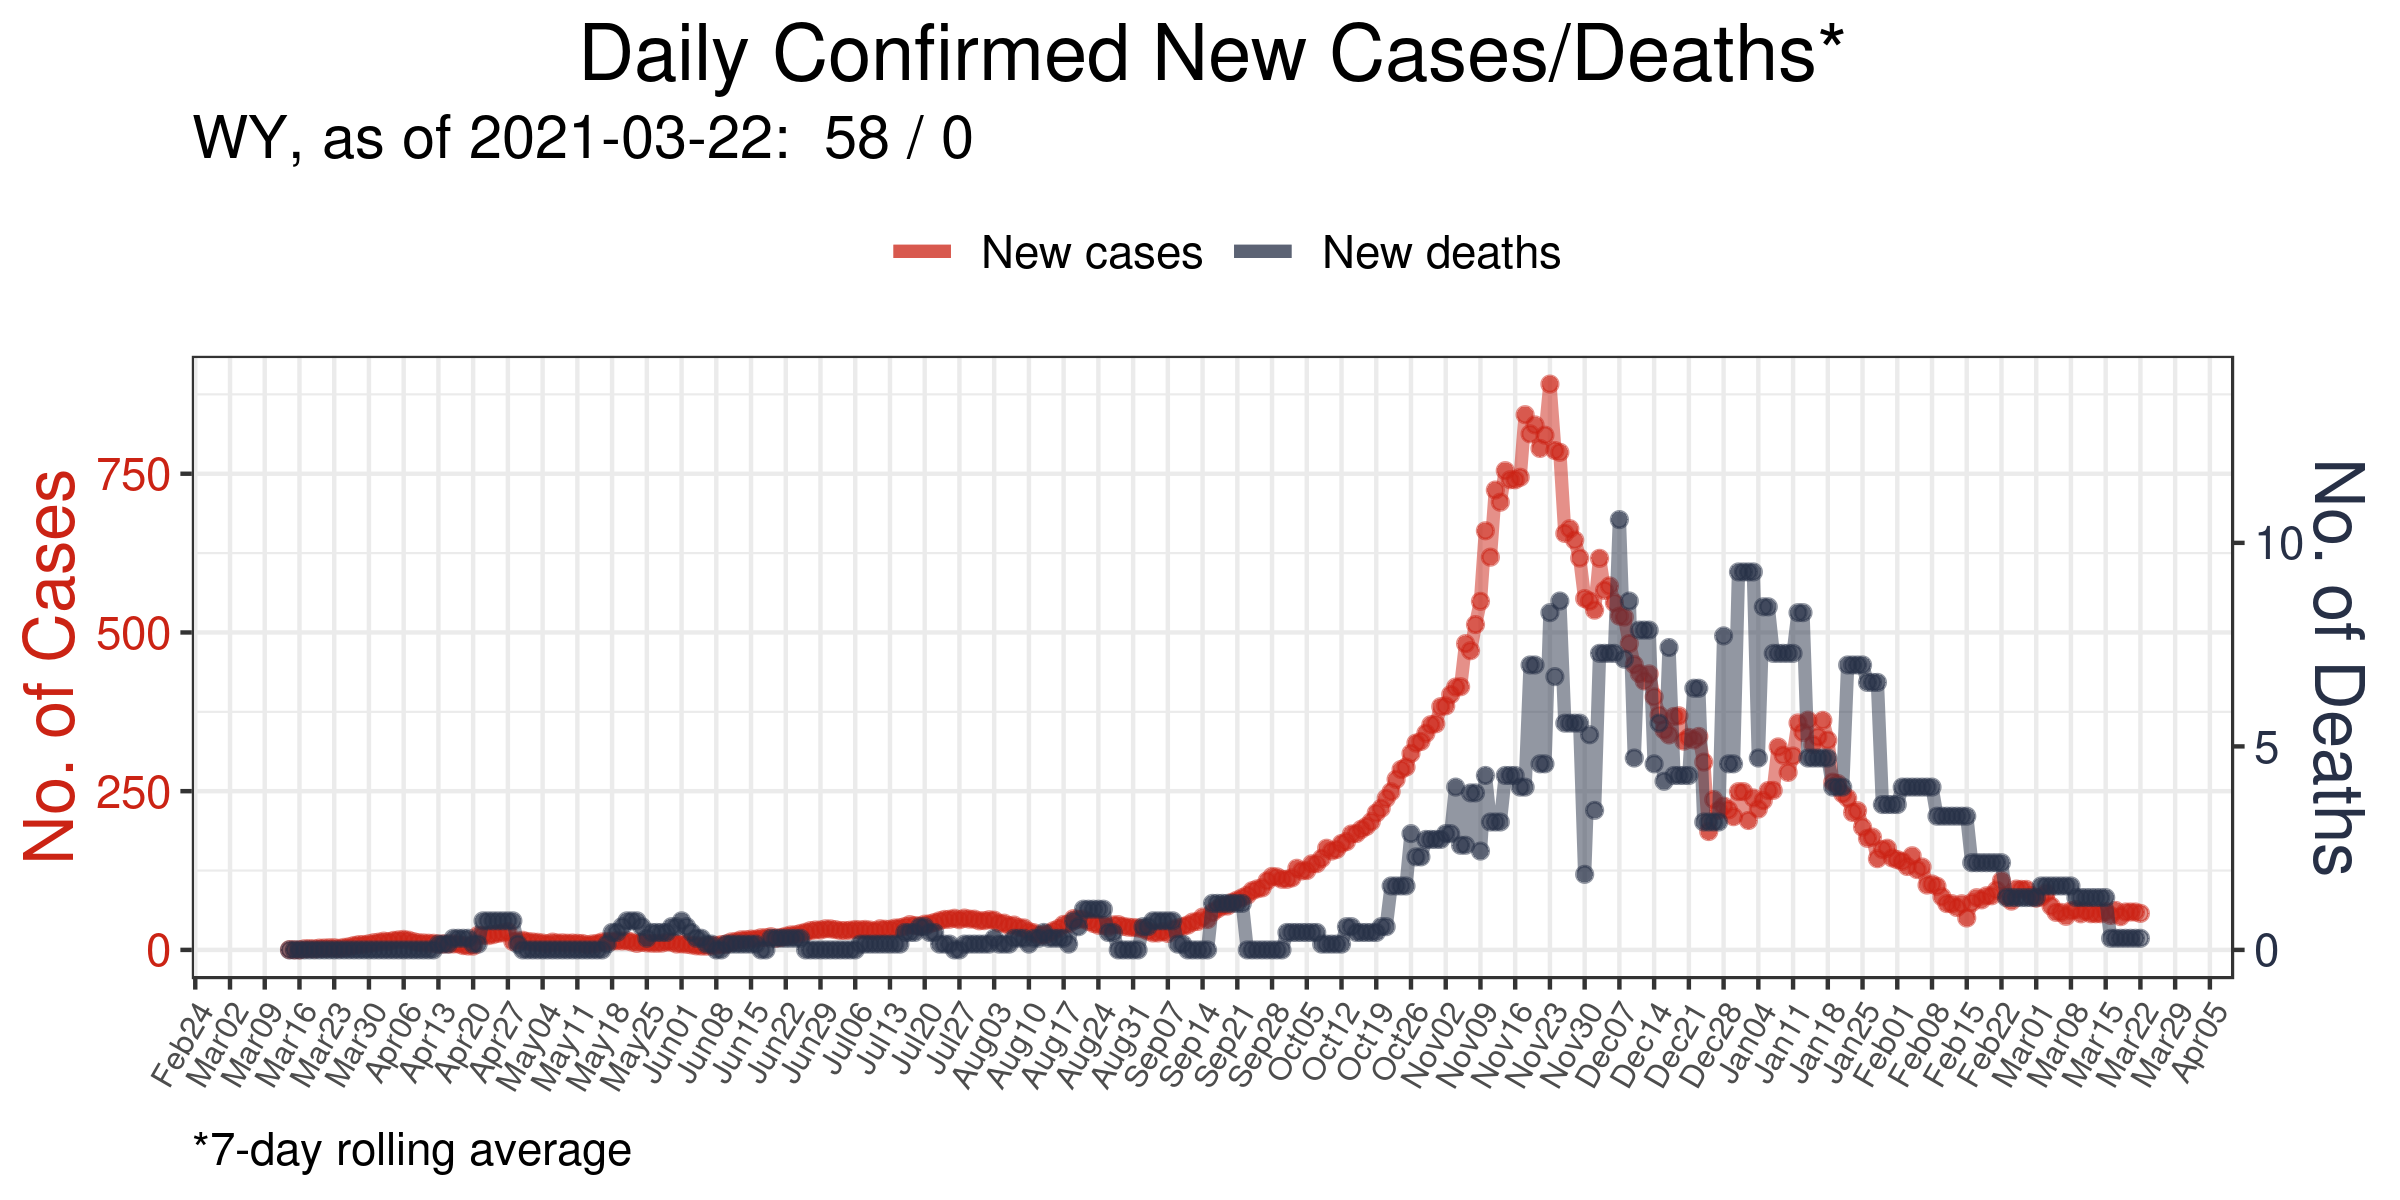 Daily Confirmed New Cases/Deaths*
WY, as of 2021-03-22:  58 / 0
New cases New deaths
No. of Cases
750
500
250
0
No. of Deaths
10
5
0
Feb24 Mar02 Mar09 Mar16 Mar23 Mar30 Apr06 Apr13 Apr20 Apr27 May04 May11 May18 May25 Jun01 Jun08 Jun15 Jun22 Jun29 Jul06 Jul13 Jul20 Jul27 Aug03 Aug10 Aug17 Aug24 Aug31 Sep07 Sep14 Sep21 Sep28 Oct05 Oct12 Oct19 Oct26 Nov02 Nov09 Nov16 Nov23 Nov30 Dec07 Dec14 Dec21 Dec28 Jan04 Jan11 Jan18 Jan25 Feb01 Feb08 Feb15 Feb22 Mar01 Mar08 Mar15 Mar22 Mar29 Apr05
*7-day rolling average